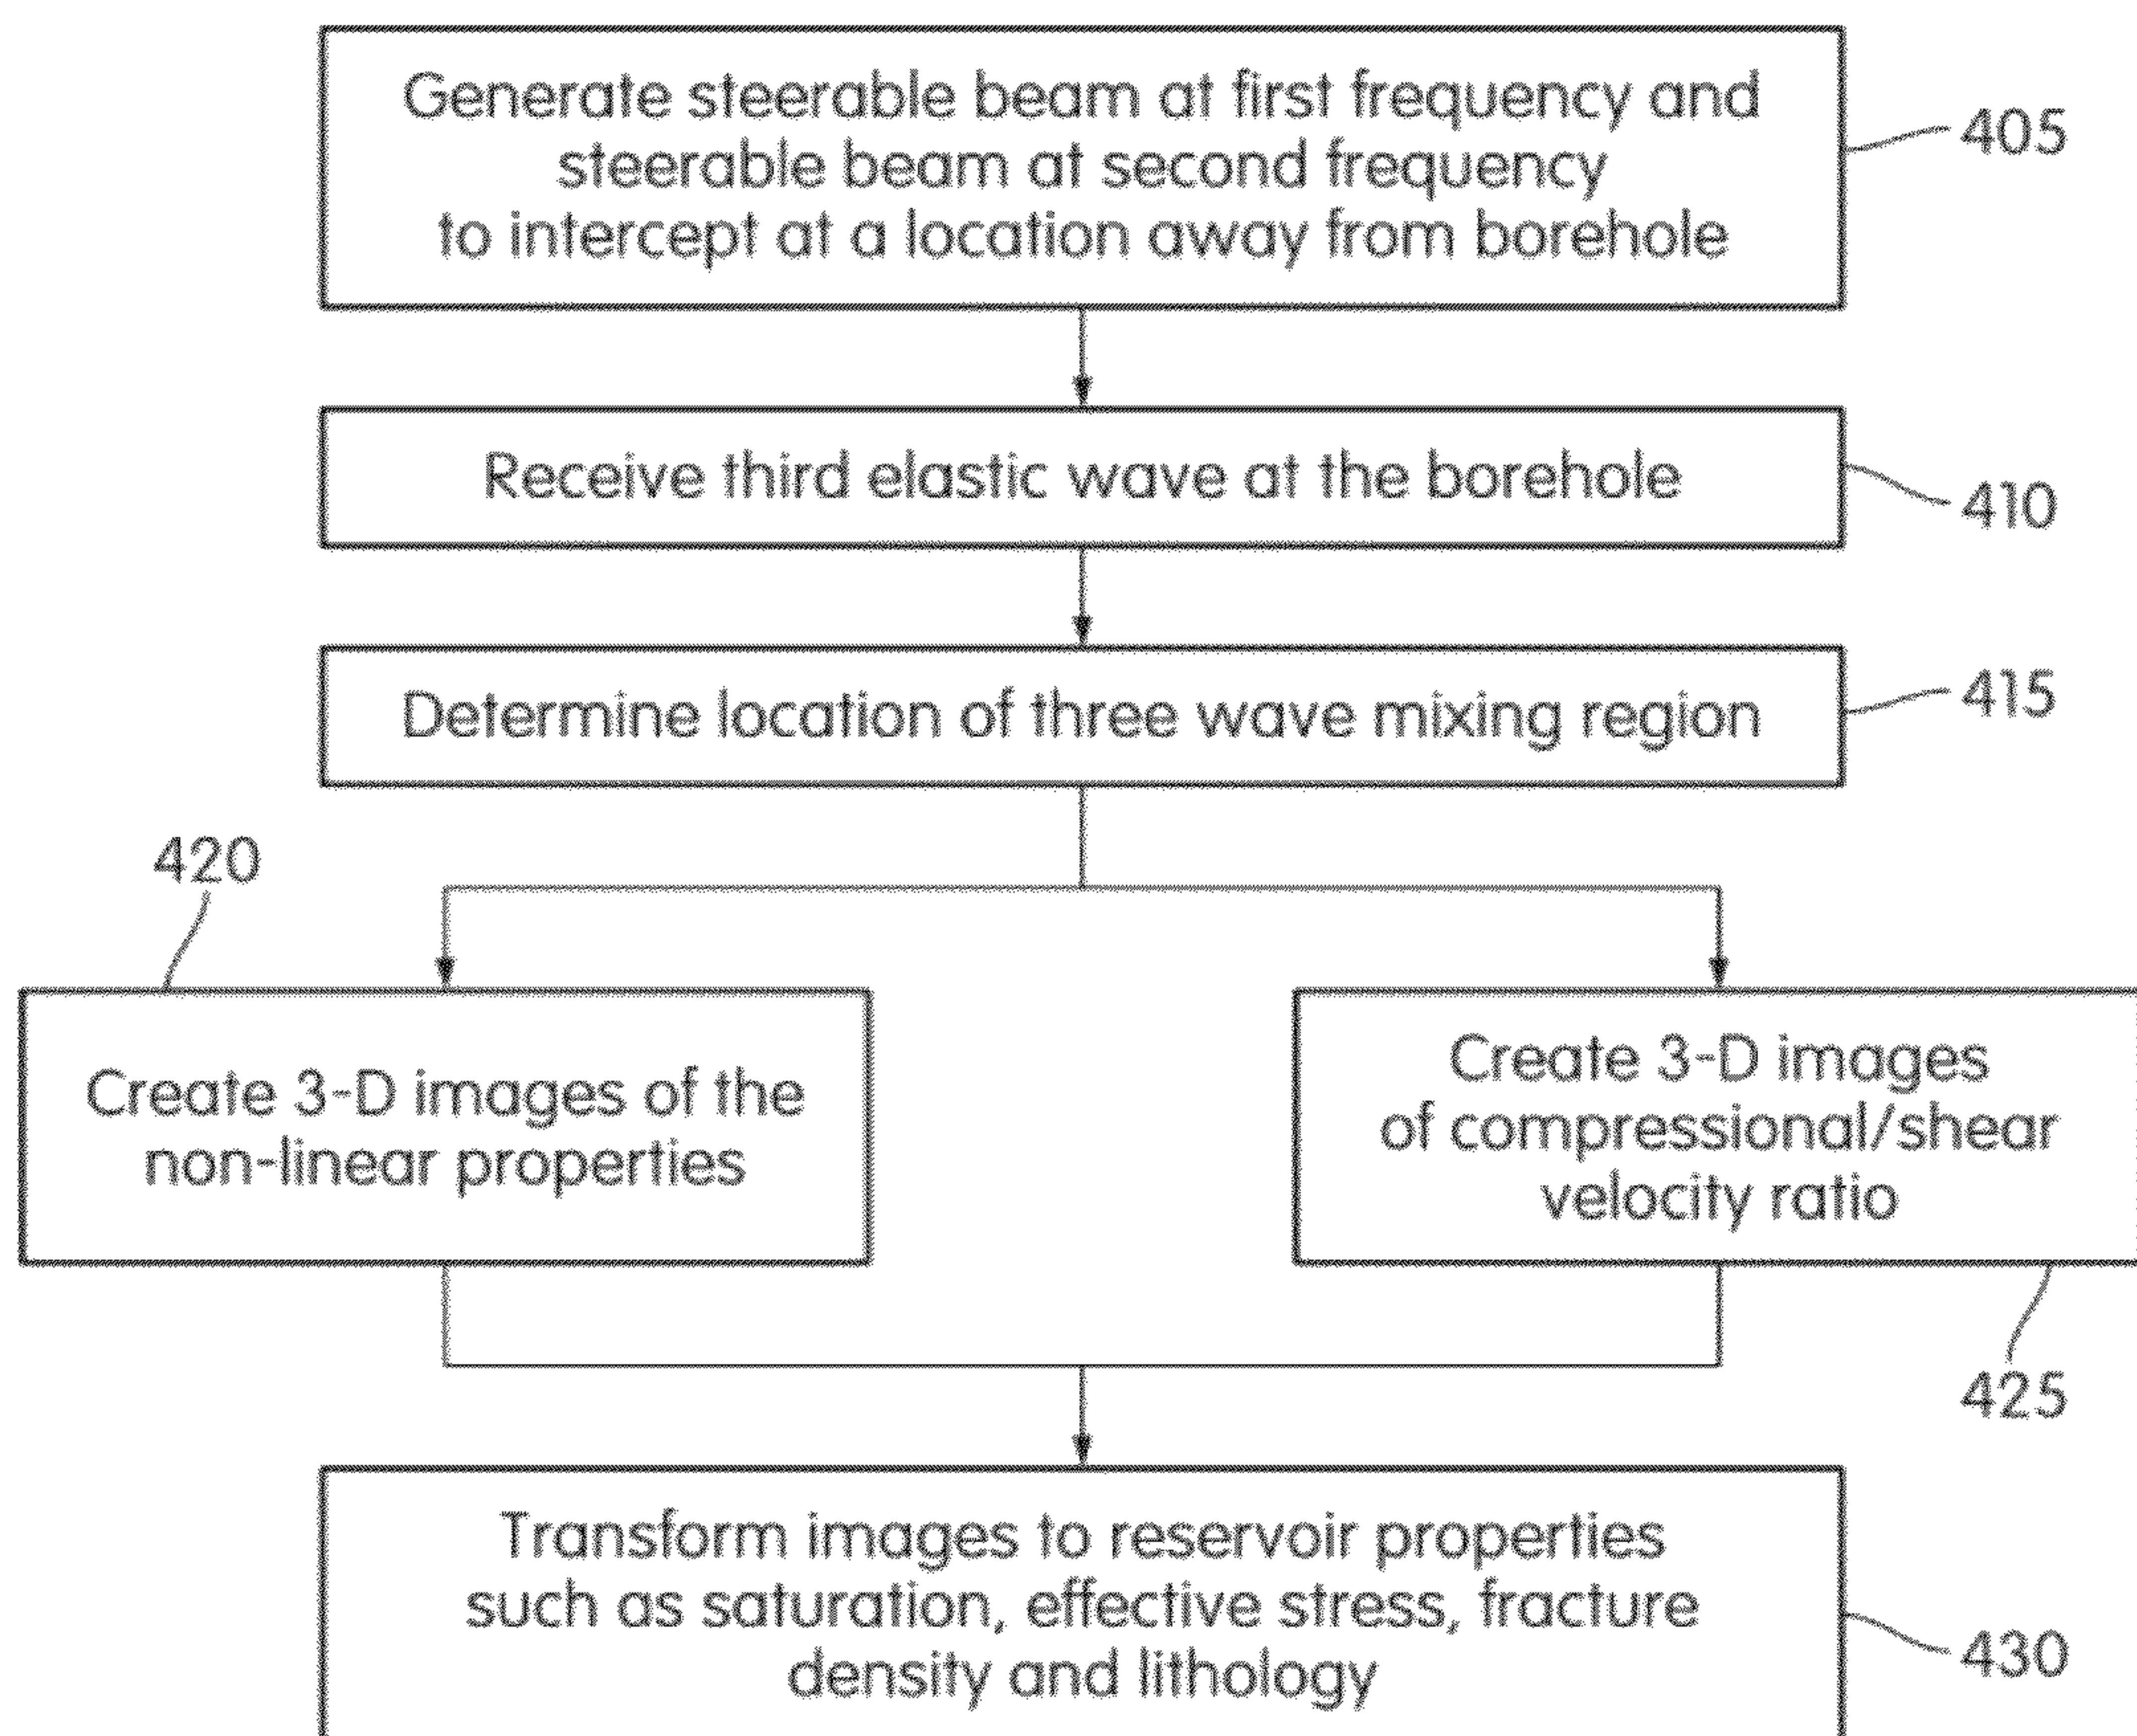 Generate steerable beam at first frequency and
steerable beam at second frequency
to intercept at a location away from borehole
405
Receive third elastic wave at the borehole
410
Determine location of three wave mixing region
415
420
Create 3-D images of the
non-linear properties
Create 3-D images
of compressional/shear
velocity ratio
425
Transform images to reservoir properties
such as saturation, effective stress, fracture
density and lithology
430